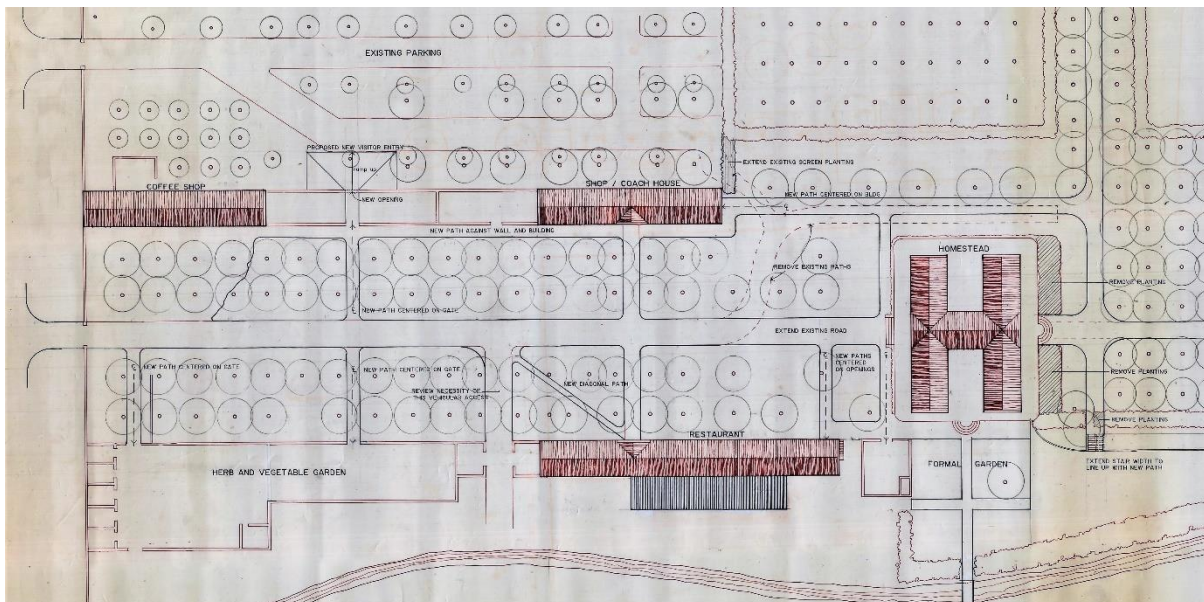 EXISTING PARKING
PROPOSED NEW VISITOR ENTRY
EXTEND EXISTING SCREEN PLANTING
COFFEE SHOP
NEW OPENING
SHOP / COACH HOUSE
NEW PATH CENTERED ON BLDG
NEW PATH AGAINST WALL AND BUILDING
HOMESTEAD
REMOVE EXISTING PATHS
REMOVE PLANTING
NEW PATH CENTERED ON GATE
EXTEND EXISTING ROAD
NEW PATH CENTERED ON GATE
NEW PATH CENTERED ON GATE
REVIEW NECESSITY OF
THIS VEHICULAR ACCESS
NEW DIAGONAL PATH
NEW PATHS
CENTERED
ON OPENINGS
REMOVE PLANTING
REMOVE PLANTING
RESTAURANT
HERB AND VEGETABLE GARDEN
FORMAL GARDEN
EXTEND STAIR WIDTH TO
LINE UP WITH NEW PATH